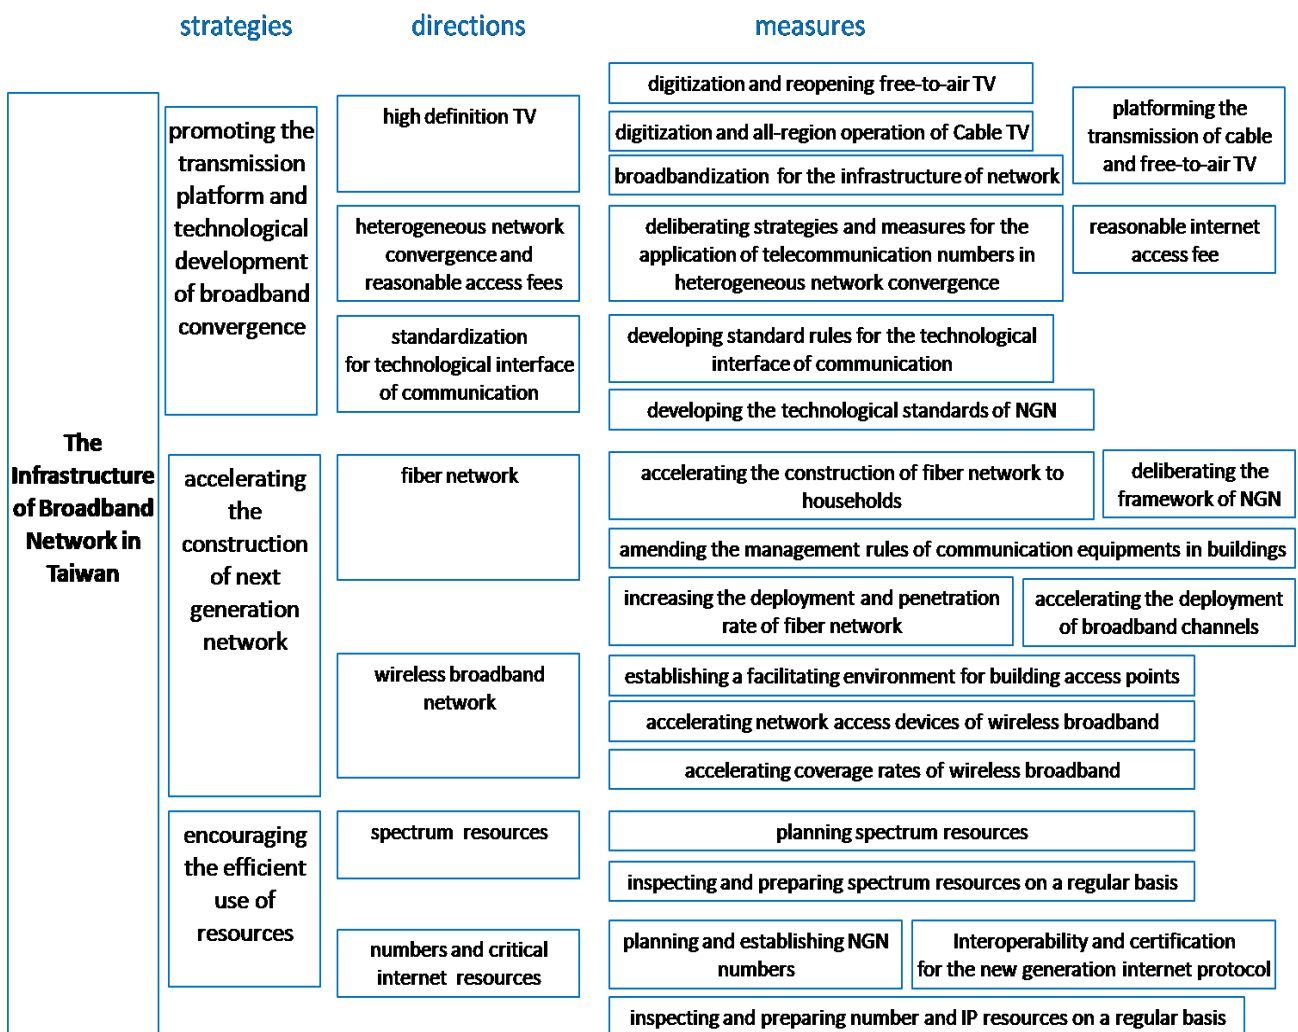 strategies
directions
measures
The
Infrastructure
of Broadband
Network in
Taiwan
promoting the
transmission
platform and
technological
development
of broadband
convergence
high definition TV
digitization and reopening free-to-air TV
digitization and all-region operation of Cable TV
broadbandization for the infrastructure of network
platforming the
transmission of cable
and free-to-air TV
heterogeneous network
convergence and
reasonable access fees
deliberating strategies and measures for the
application of telecommunication numbers in
heterogeneous network convergence
reasonable internet
access fee
standardization
for technological interface
of communication
developing standard rules for the technological
interface of communication
developing the technological standards of NGN
accelerating
the
construction
of next
generation
network
fiber network
accelerating the construction of fiber network to
households
deliberating the
framework of NGN
amending the management rules of communication equipments in buildings
increasing the deployment and penetration
rate of fiber network
accelerating the deployment
of broadband channels
wireless broadband
network
establishing a facilitating environment for building access points
accelerating network access devices of wireless broadband
accelerating coverage rates of wireless broadband
encouraging
the efficient
use of
resources
spectrum resources
planning spectrum resources
inspecting and preparing spectrum resources on a regular basis
numbers and critical
internet resources
planning and establishing NGN
numbers
Interoperability and certification
for the new generation internet protocol
inspecting and preparing number and IP resources on a regular basis